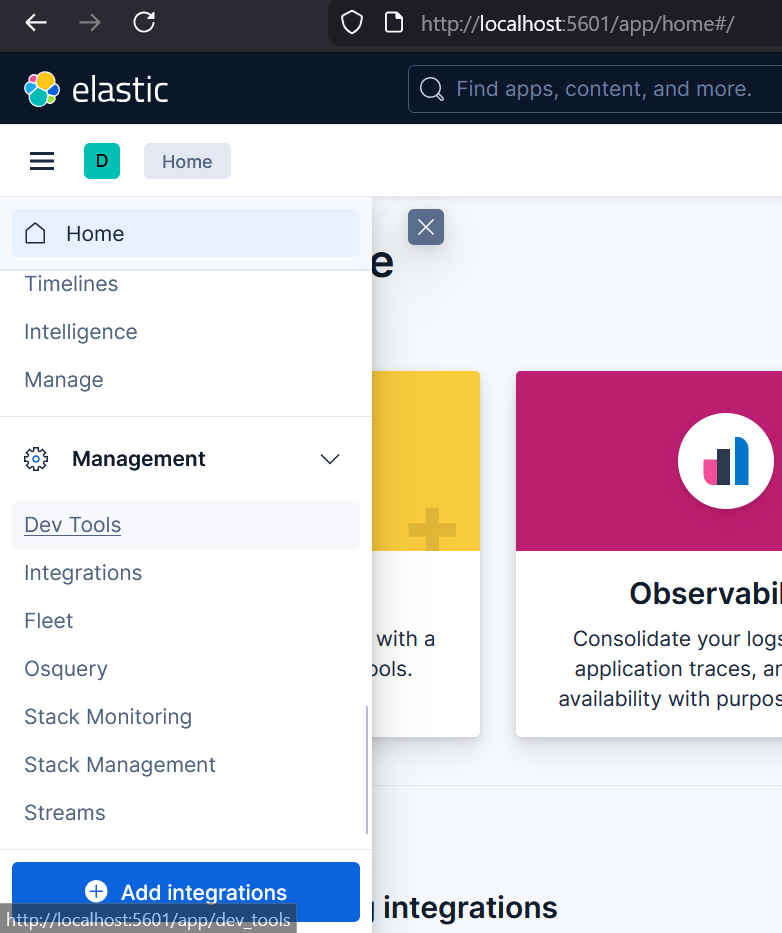 http://localhost:5601/app/home#/
elastic
Find apps, content, and more.
D
Home
Home
e
Timelines
Intelligence
Manage
Management
Dev Tools
Integrations
Fleet
Osquery
Stack Monitoring
Stack Management
Streams
Add integrations
http://localhost:5601/app/dev_tools
with a
ools.
Observabil
Consolidate your logs
application traces, an
availability with purpos
g integrations